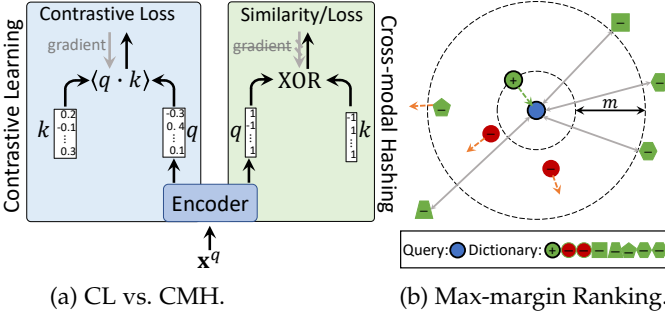 Contrastive Learning
Contrastive Loss
gradient
⟨q · k⟩
k
0.2
-0.1
⋮
0.3
-0.3
0.4
⋮
0.1
q
Similarity/Loss
gradient
XOR
q
1
-1
⋮
1
-1
1
⋮
1
k
Cross-modal Hashing
Encoder
x^q
(a) CL vs. CMH.
+
−
−
−
−
−
−
−
m
Query: Dictionary: + − − − − − − −
(b) Max-margin Ranking.